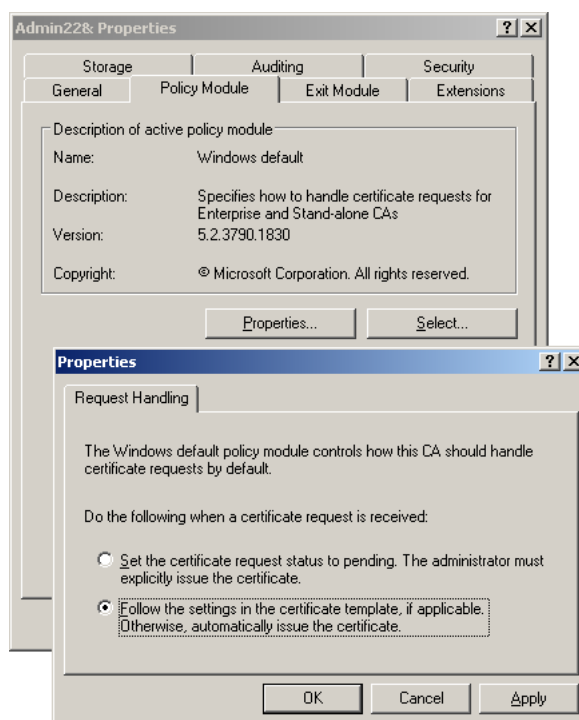 Admin22& Properties
Storage Auditing Security
General Policy Module Exit Module Extensions
Description of active policy module
Name: Windows default
Description: Specifies how to handle certificate requests for
Enterprise and Stand-alone CAs
Version: 5.2.3790.1830
Copyright: © Microsoft Corporation. All rights reserved.
Properties... Select...
Properties
Request Handling
The Windows default policy module controls how this CA should handle
certificate requests by default.
Do the following when a certificate request is received:
Set the certificate request status to pending. The administrator must
explicitly issue the certificate.
Follow the settings in the certificate template, if applicable.
Otherwise, automatically issue the certificate.
OK Cancel Apply